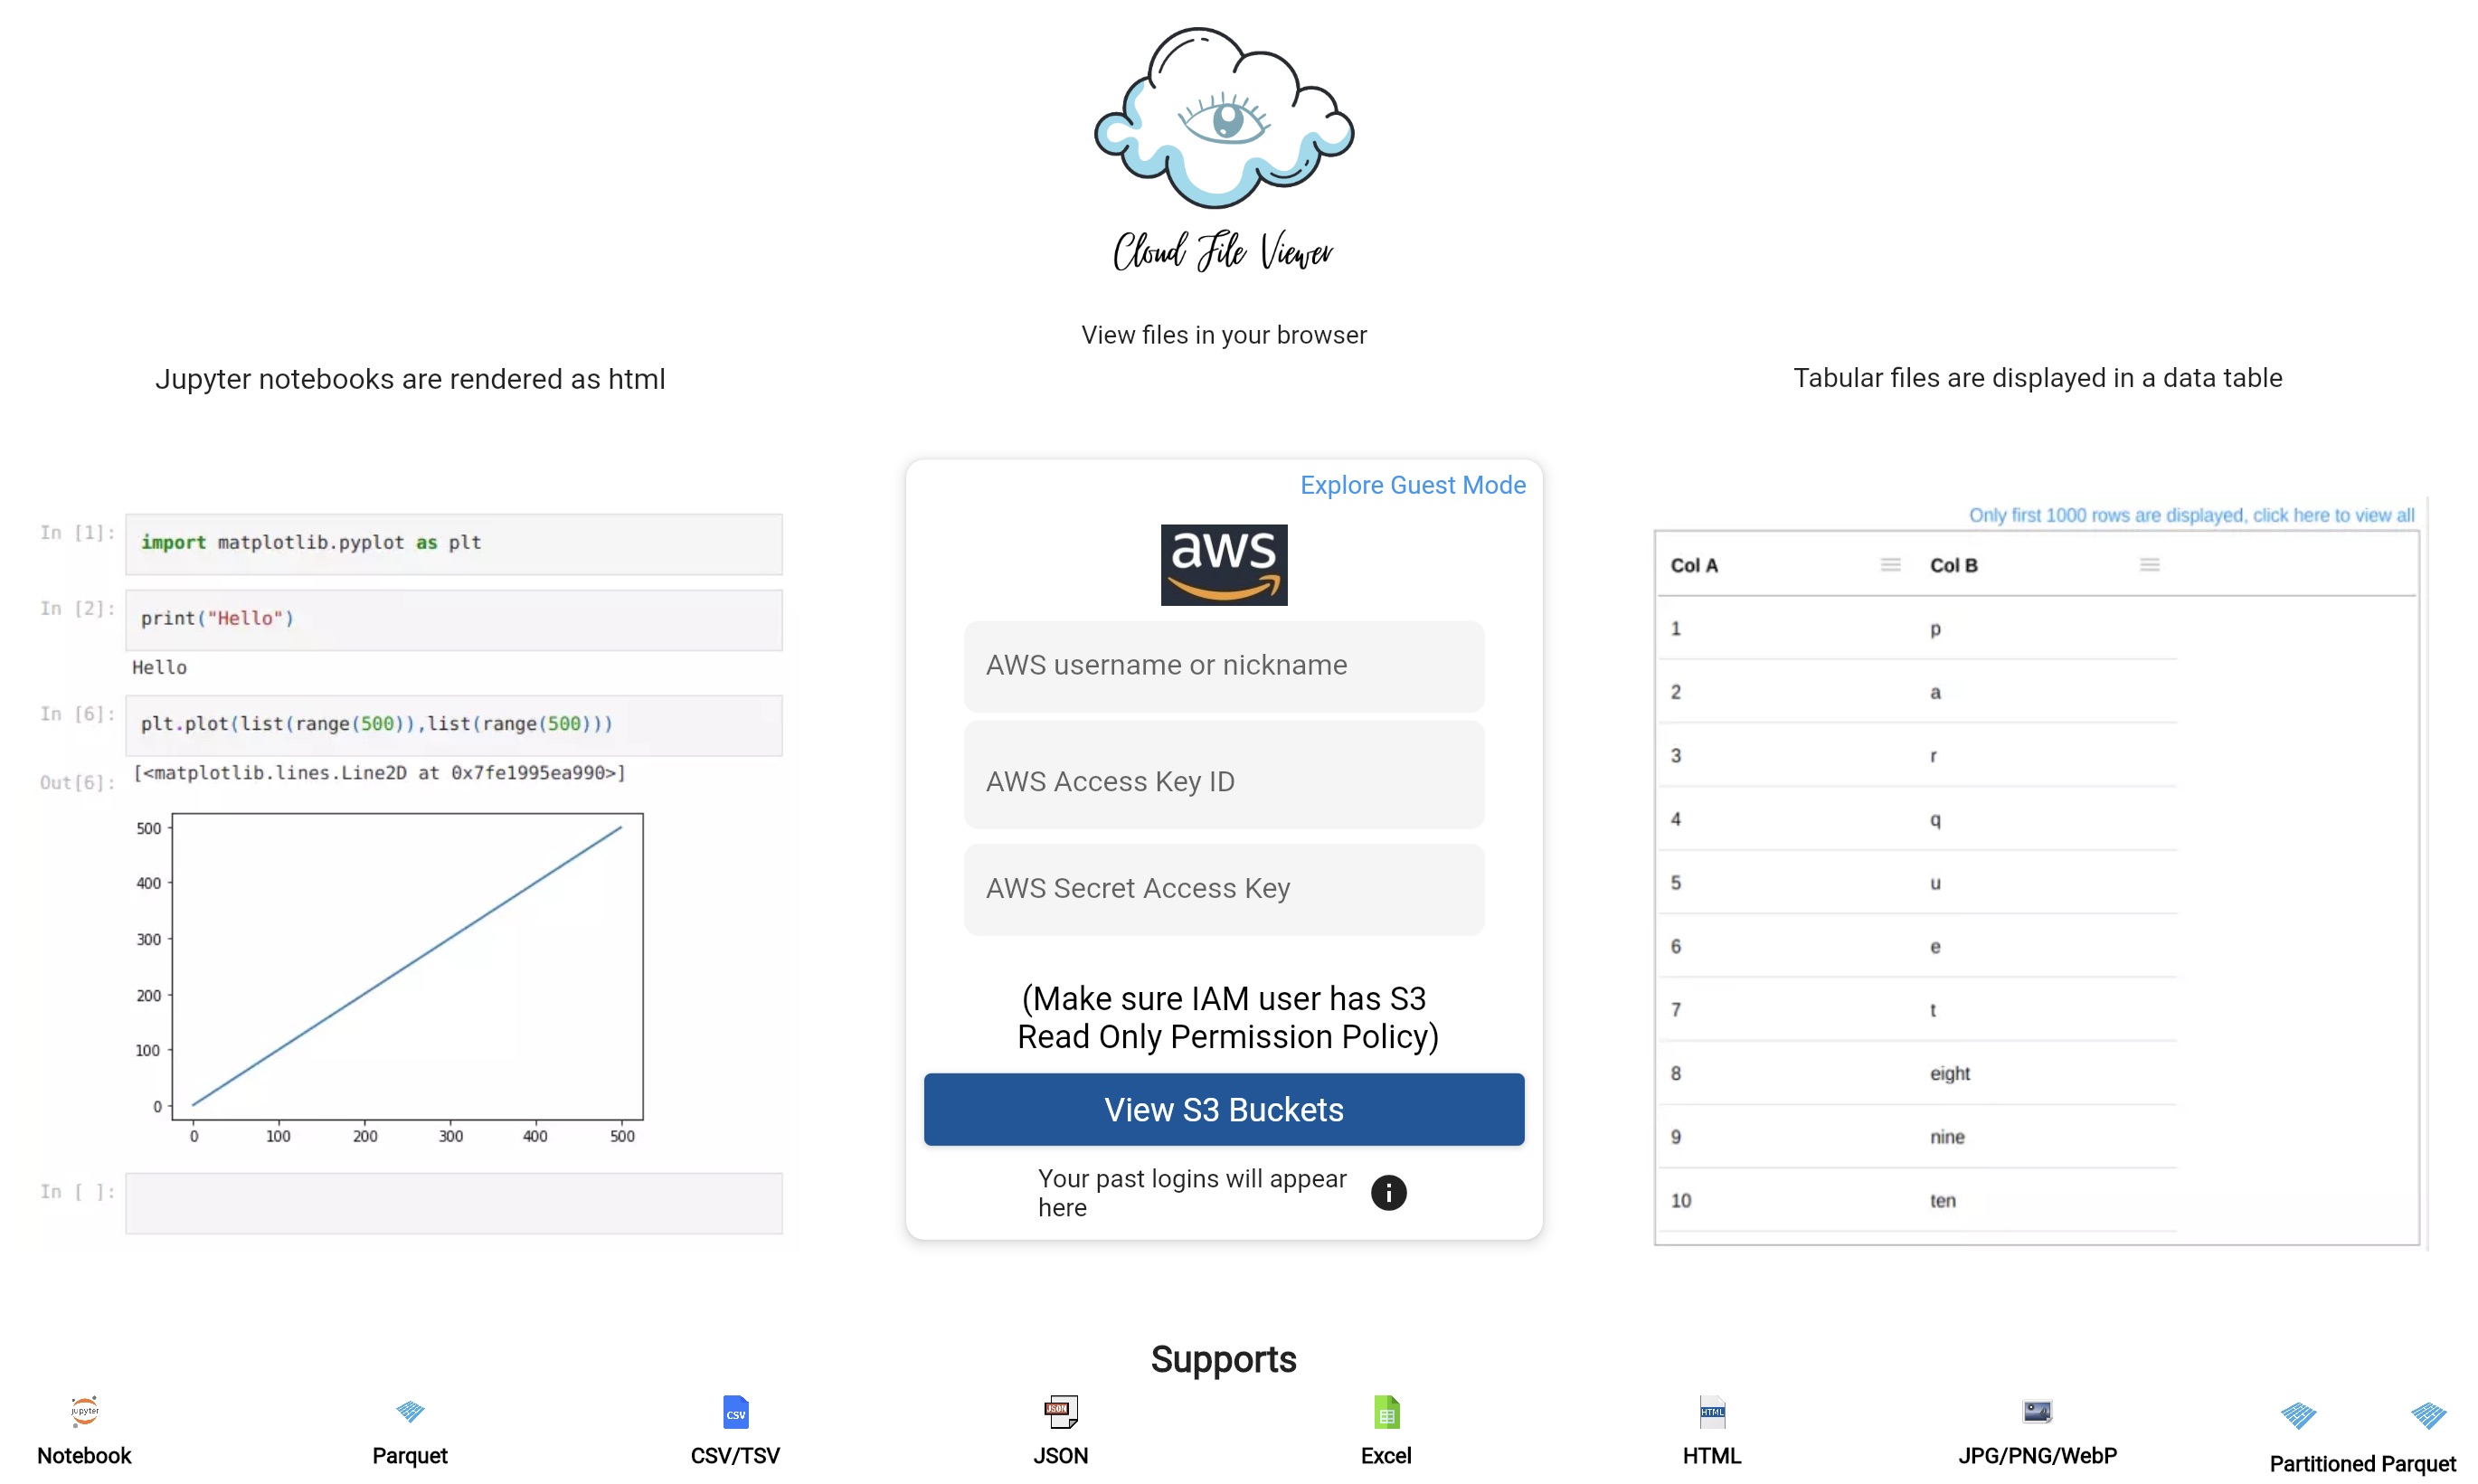 Cloud File Viewer
View files in your browser
Jupyter notebooks are rendered as html
In [1]: import matplotlib.pyplot as plt
In [2]: print("Hello")
Hello
In [6]: plt.plot(list(range(500)),list(range(500)))
Out[6]: [<matplotlib.lines.Line2D at 0x7fe1995ea990>]
500
400
300
200
100
0
0 100 200 300 400 500
In [ ]:
Explore Guest Mode
aws
AWS username or nickname
AWS Access Key ID
AWS Secret Access Key
(Make sure IAM user has S3
Read Only Permission Policy)
View S3 Buckets
Your past logins will appear
here
Tabular files are displayed in a data table
Only first 1000 rows are displayed, click here to view all
Col A Col B
1 p
2 a
3 r
4 q
5 u
6 e
7 t
8 eight
9 nine
10 ten
Supports
jupyter
CSV
JSON
HTML
Notebook Parquet CSV/TSV JSON Excel HTML JPG/PNG/WebP Partitioned Parquet